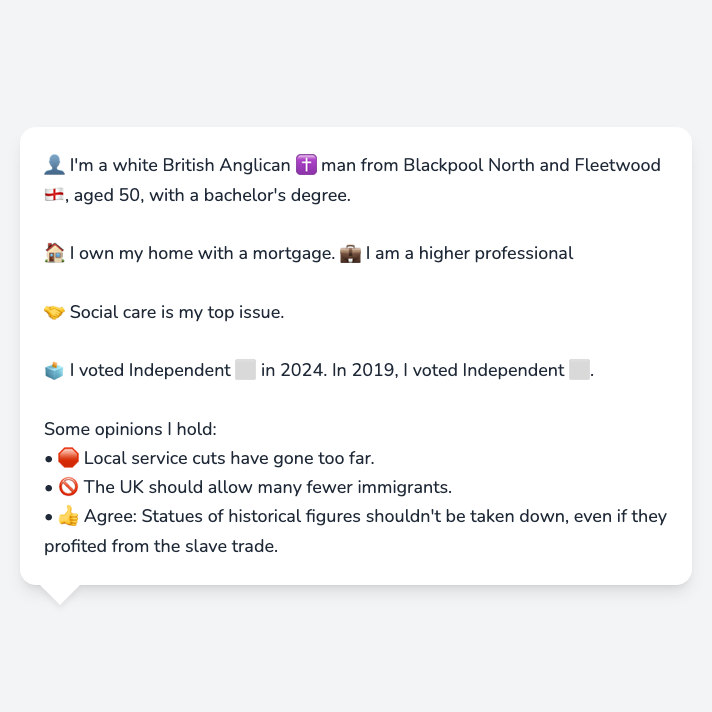 👤 I'm a white British Anglican ✝️ man from Blackpool North and Fleetwood
🏴󠁧󠁢󠁥󠁮󠁧󠁿, aged 50, with a bachelor's degree.
🏠 I own my home with a mortgage. 💼 I am a higher professional
🤝 Social care is my top issue.
🗳️ I voted Independent ⬜ in 2024. In 2019, I voted Independent ⬜.
Some opinions I hold:
• 🛑 Local service cuts have gone too far.
• 🚫 The UK should allow many fewer immigrants.
• 👍 Agree: Statues of historical figures shouldn't be taken down, even if they
profited from the slave trade.